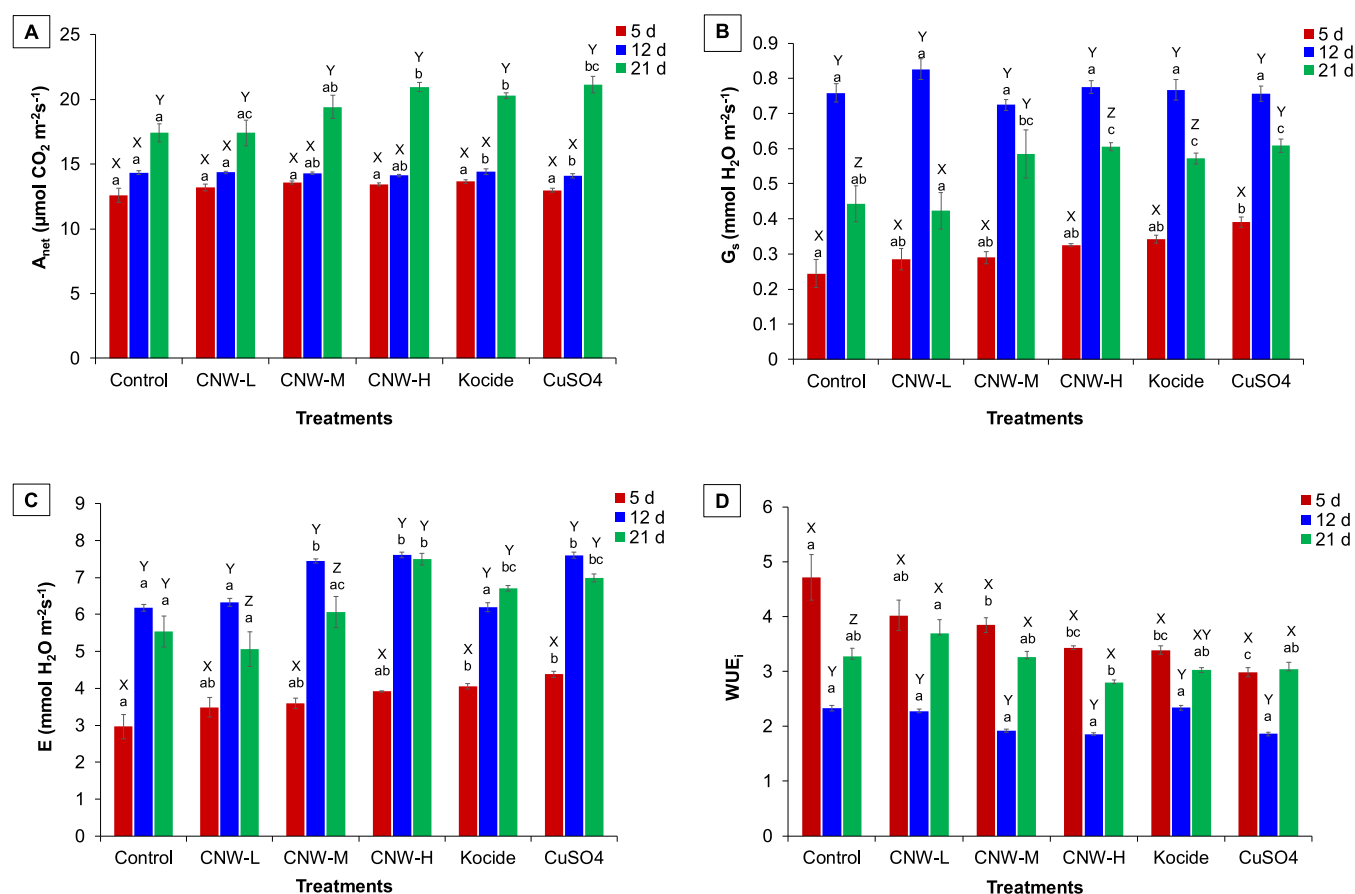 A
25
20
15
10
5
0
A_net (µmol CO₂ m⁻²s⁻¹)
5 d
12 d
21 d
X a
X a
Y a
X a
X a
Y ac
X a
X ab
Y ab
X a
X ab
Y b
X a
X b
Y b
X a
X b
Y bc
Control CNW-L CNW-M CNW-H Kocide CuSO4
Treatments
B
0.9
0.8
0.7
0.6
0.5
0.4
0.3
0.2
0.1
0
G_s (mmol H₂O m⁻²s⁻¹)
5 d
12 d
21 d
X a
Y a
Z ab
X ab
Y a
X a
X ab
Y a
Y bc
X ab
Y a
Z c
X ab
Y a
Z c
X b
Y a
Y c
Control CNW-L CNW-M CNW-H Kocide CuSO4
Treatments
C
9
8
7
6
5
4
3
2
1
0
E (mmol H₂O m⁻²s⁻¹)
5 d
12 d
21 d
X a
Y a
Y a
X ab
Y a
Z a
X ab
Y b
Z ac
X ab
Y b
Y b
X b
Y a
Y bc
X b
Y b
Y bc
Control CNW-L CNW-M CNW-H Kocide CuSO4
Treatments
D
6
5
4
3
2
1
0
WUE_i
5 d
12 d
21 d
X a
Y a
Z ab
X ab
Y a
X a
X b
Y a
X ab
X bc
Y a
X b
X bc
Y a
XY ab
X c
Y a
X ab
Control CNW-L CNW-M CNW-H Kocide CuSO4
Treatments